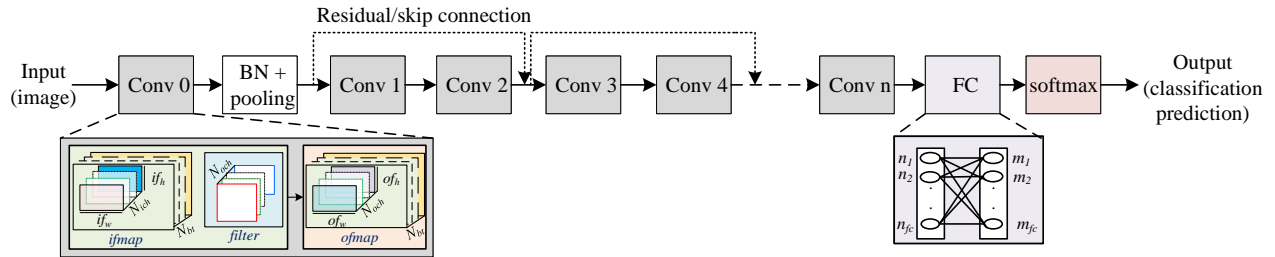 Residual/skip connection
Input
(image)
Conv 0
BN +
pooling
Conv 1
Conv 2
Conv 3
Conv 4
Conv n
FC
softmax
Output
(classification
prediction)
if_h
if_w
N_ich
N_bt
ifmap
N_och
filter
of_h
of_w
N_och
N_bt
ofmap
n_1
n_2
.
.
n_fc
m_1
m_2
.
.
m_fc